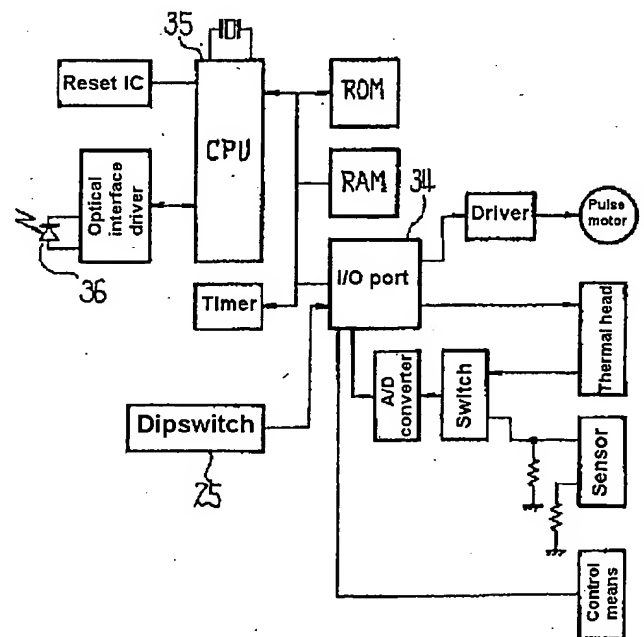 35
Reset IC
ROM
CPU
RAM
34
Optical
interface
driver
Driver
Pulse
motor
36
I/O port
Timer
Thermal head
A/D
converter
Switch
Dipswitch
25
Sensor
Control
means